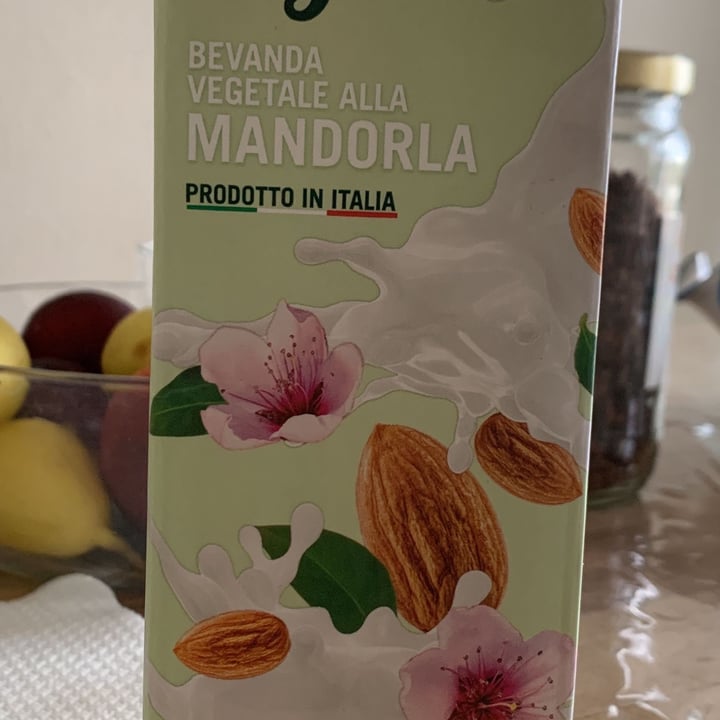 BEVANDA
VEGETALE ALLA
MANDORLA
PRODOTTO IN ITALIA